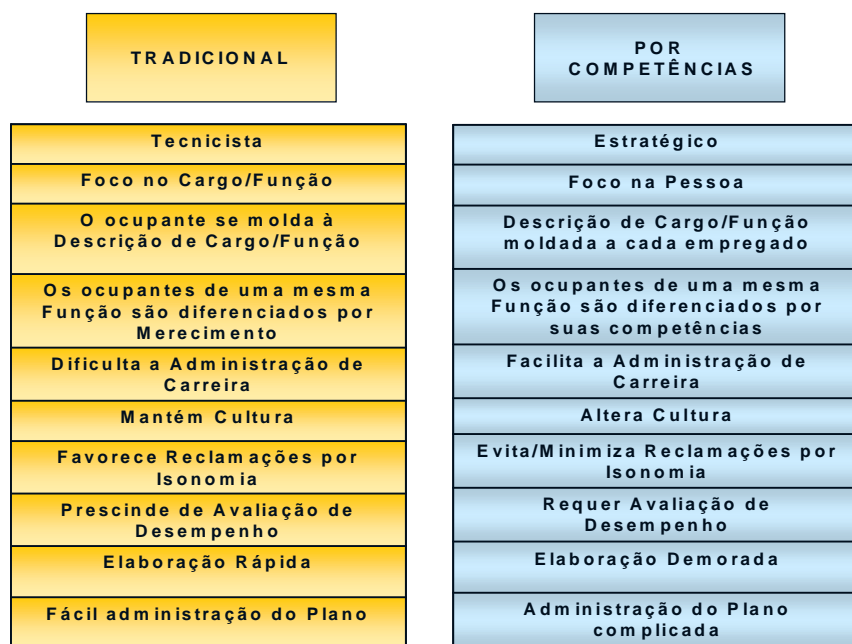 TRADICIONAL
Tecnicista
Foco no Cargo/Função
O ocupante se molda à
Descrição de Cargo/Função
Os ocupantes de uma mesma
Função são diferenciados por
Merecimento
Dificulta a Administração de
Carreira
Mantém Cultura
Favorece Reclamações por
Isonomia
Prescinde de Avaliação de
Desempenho
Elaboração Rápida
Fácil administração do Plano
POR
COMPETÊNCIAS
Estratégico
Foco na Pessoa
Descrição de Cargo/Função
moldada a cada empregado
Os ocupantes de uma mesma
Função são diferenciados por
suas competências
Facilita a Administração de
Carreira
Altera Cultura
Evita/Minimiza Reclamações por
Isonomia
Requer Avaliação de
Desempenho
Elaboração Demorada
Administração do Plano
complicada